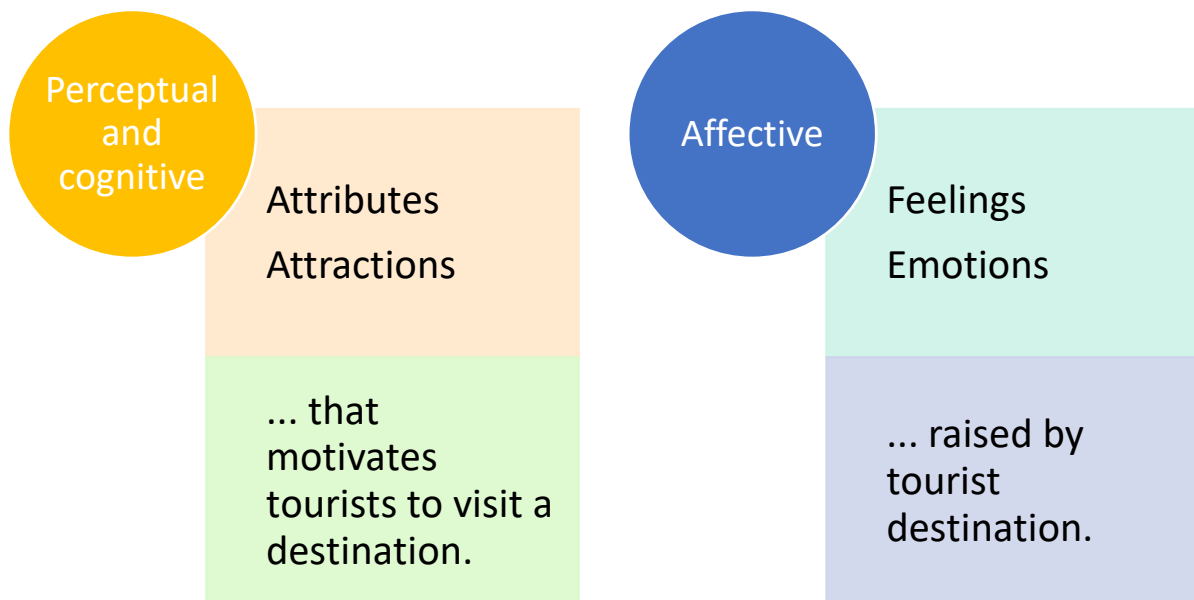 Perceptual
and
cognitive
Attributes
Attractions
... that
motivates
tourists to visit a
destination.
Affective
Feelings
Emotions
... raised by
tourist
destination.